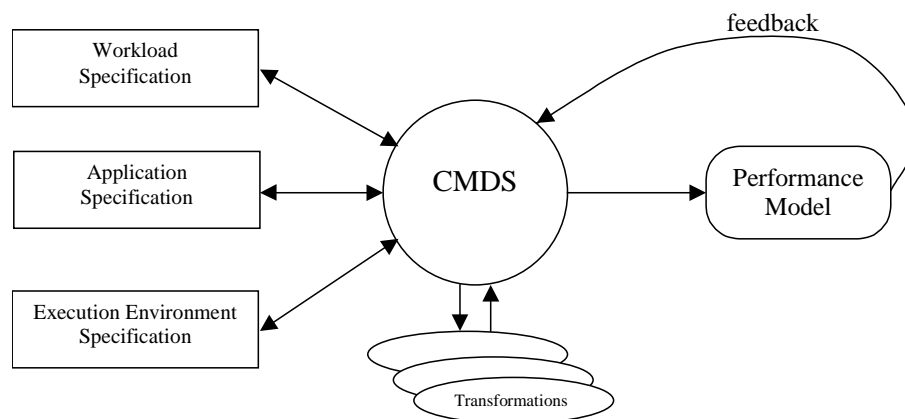 feedback
Workload
Specification
Application
Specification
CMDS
Performance
Model
Execution Environment
Specification
Transformations